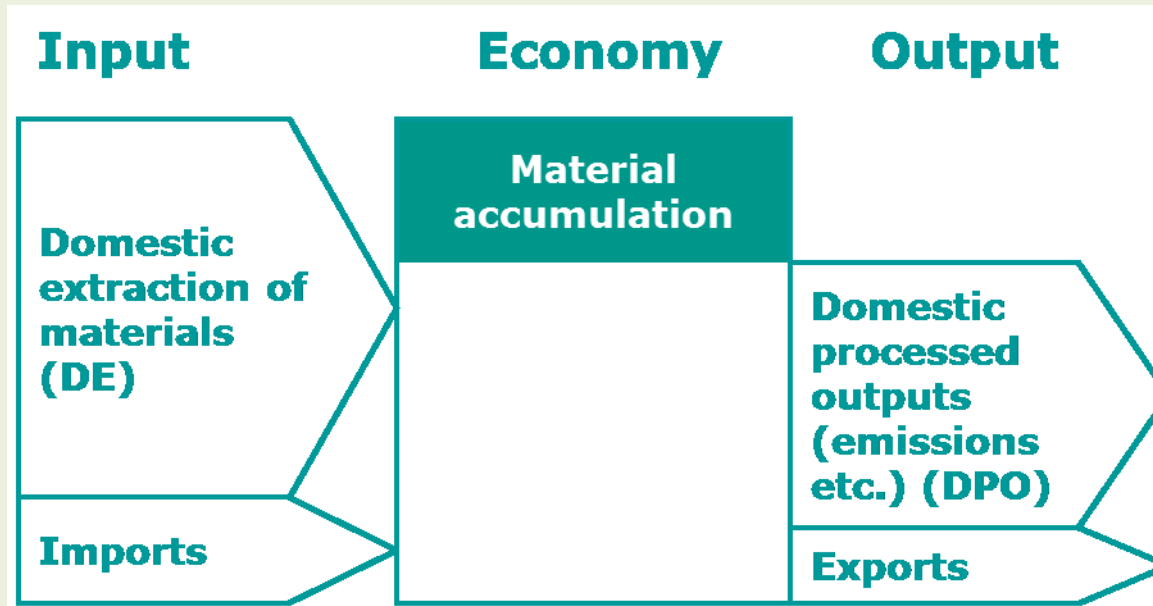 Input
Economy
Output
Material
accumulation
Domestic
extraction of
materials
(DE)
Domestic
processed
outputs
(emissions
etc.) (DPO)
Imports
Exports